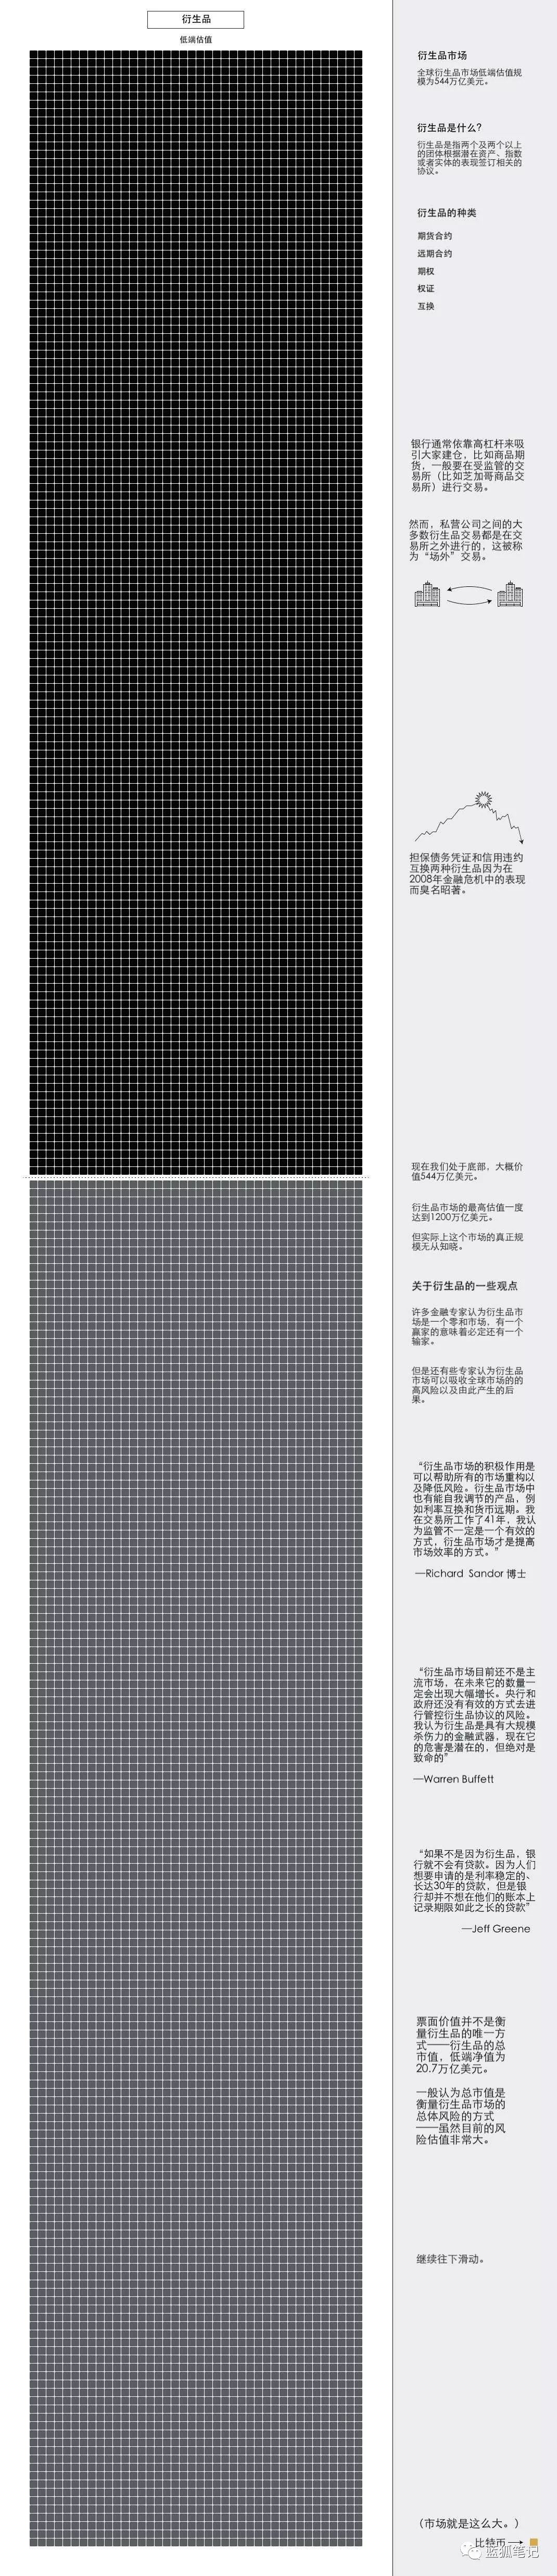 衍生品
低端估值
衍生品市场
全球衍生品市场低端估值规
模为544万亿美元。
衍生品是什么？
衍生品是指两个及两个以上
的团体根据潜在资产、指数
或者实体的表现签订相关的
协议。
衍生品的种类
期货合约
远期合约
期权
权证
互换
银行通常依靠高杠杆来吸
引大家建仓，比如商品期
货，一般要在受监管的交
易所（比如芝加哥商品交
易所）进行交易。
然而，私营公司之间的大
多数衍生品交易都是在交
易所之外进行的，这被称
为“场外”交易。
担保债务凭证和信用违约
互换两种衍生品因为在
2008年金融危机中的表现
而臭名昭著。
现在我们处于底部，大概价
值544万亿美元。
衍生品市场的最高估值一度
达到1200万亿美元。
但实际上这个市场的真正规
模无从知晓。
关于衍生品的一些观点
许多金融专家认为衍生品市
场是一个零和市场，有一个
赢家的意味着必定还有一个
输家。
但是还有些专家认为衍生品
市场可以吸收全球市场的的
高风险以及由此产生的后
果。
“衍生品市场的积极作用是
可以帮助所有的市场重构以
及降低风险。衍生品市场中
也有能自我调节的产品，例
如利率互换和货币远期。我
在交易所工作了41年，我认
为监管不一定是一个有效的
方式，衍生品市场才是提高
市场效率的方式。”
—Richard Sandor 博士
“衍生品市场目前还不是主
流市场，在未来它的数量一
定会出现大幅增长。央行和
政府还没有有效的方式去进
行管控衍生品协议的风险。
我认为衍生品是具有大规模
杀伤力的金融武器，现在它
的危害是潜在的，但绝对是
致命的”
—Warren Buffett
“如果不是因为衍生品，银
行就不会有贷款。因为人们
想要申请的是利率稳定的、
长达30年的贷款，但是银
行却并不想在他们的账本上
记录期限如此之长的贷款”
—Jeff Greene
票面价值并不是衡
量衍生品的唯一方
式——衍生品的总
市值，低端净值为
20.7万亿美元。
一般认为总市值是
衡量衍生品市场的
总体风险的方式
——虽然目前的风
险估值非常大。
继续往下滑动。
（市场就是这么大。）
比特币
蓝狐笔记